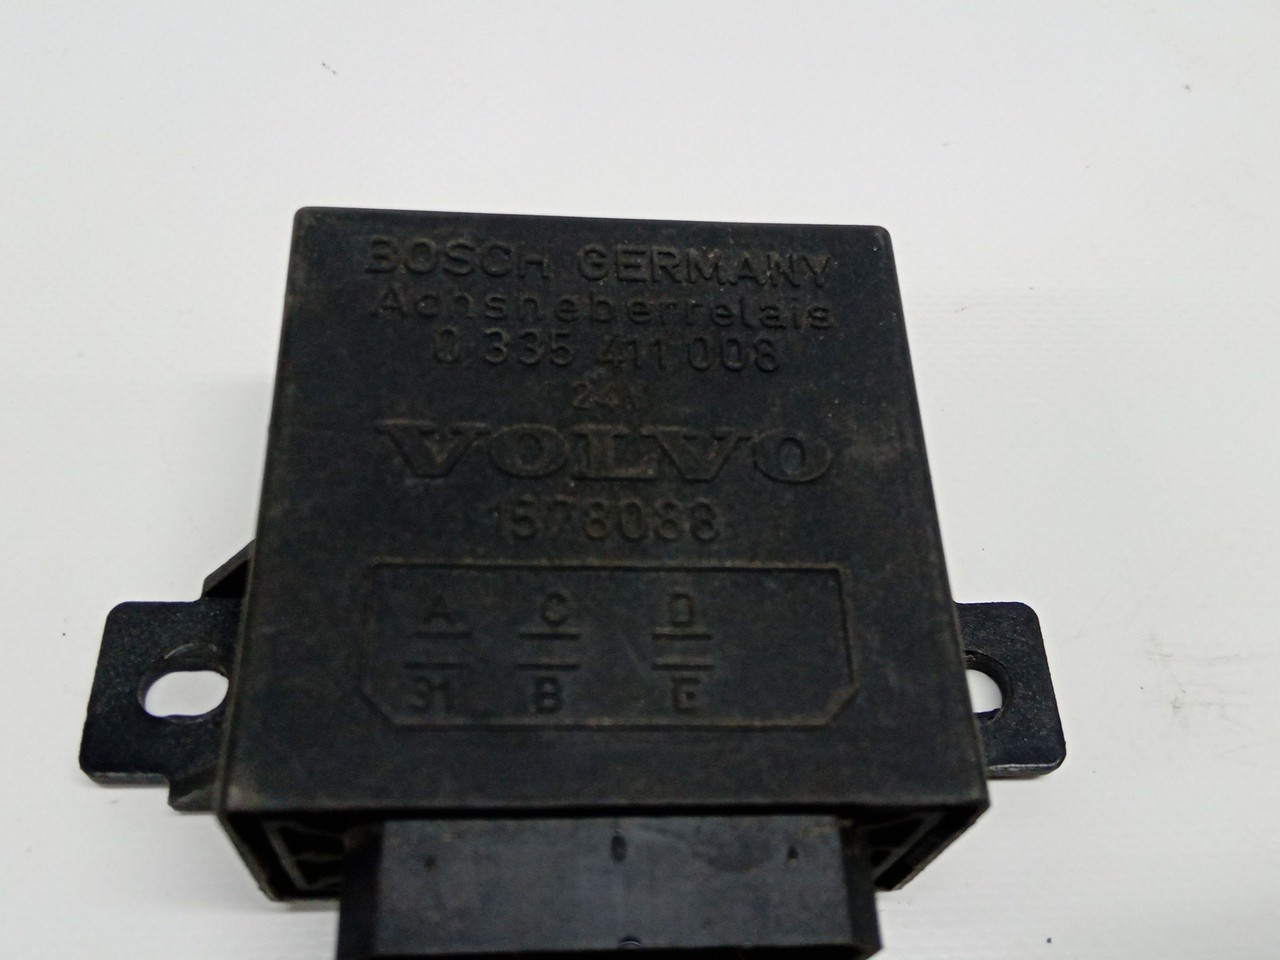 BOSCH GERMANY
Achsheberrelais
0 335 411 008
24V
VOLVO
1578088
A C D
31 B E